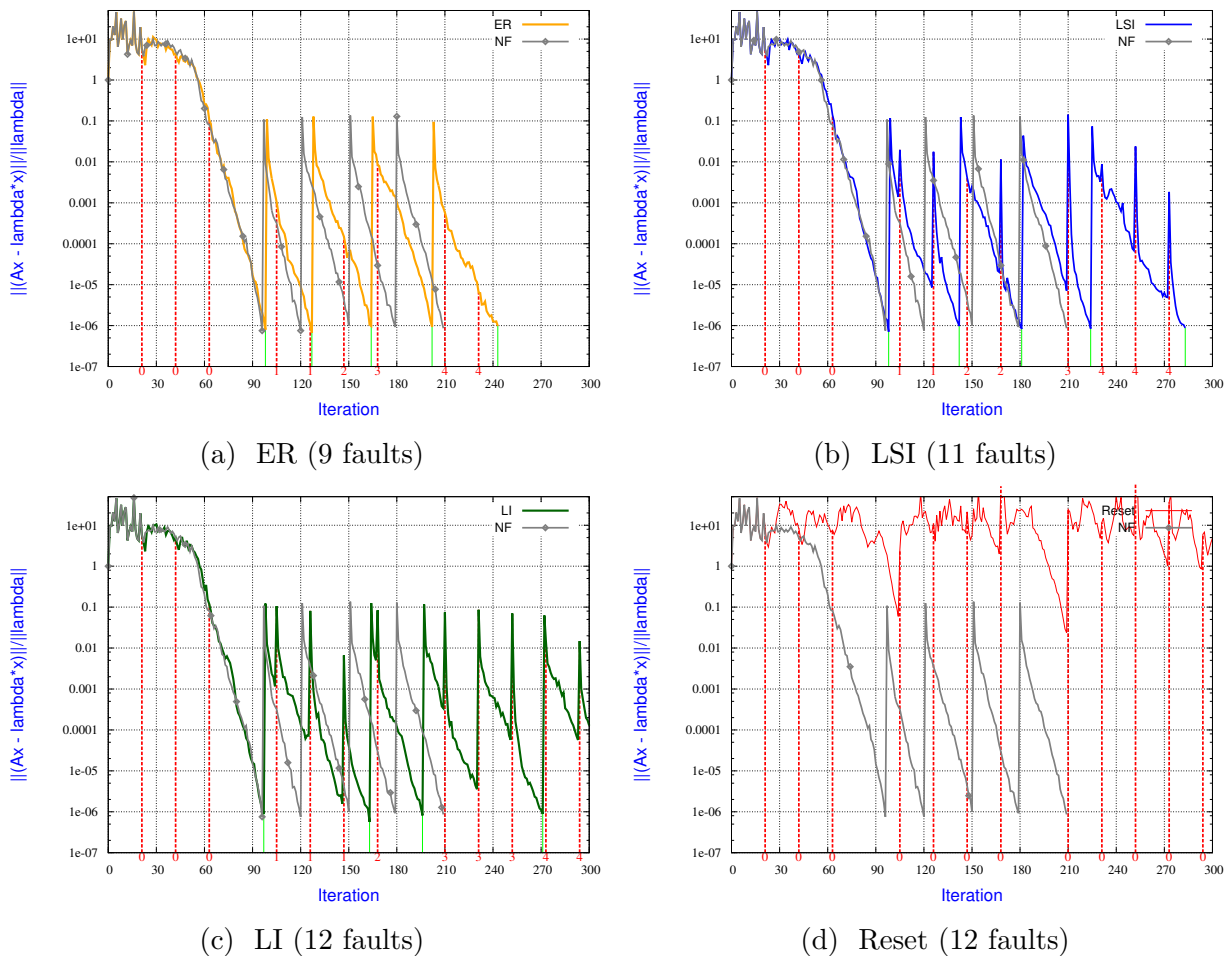 ||(Ax - lambda*x)||/||lambda||
ER
NF
1e+01
1
0.1
0.01
0.001
0.0001
1e-05
1e-06
1e-07
0 0 0 1 1 2 3 4 4
0 30 60 90 120 150 180 210 240 270 300
Iteration
(a) ER (9 faults)
||(Ax - lambda*x)||/||lambda||
LSI
NF
1e+01
1
0.1
0.01
0.001
0.0001
1e-05
1e-06
1e-07
0 0 0 1 1 2 2 3 4 4 4
0 30 60 90 120 150 180 210 240 270 300
Iteration
(b) LSI (11 faults)
||(Ax - lambda*x)||/||lambda||
LI
NF
1e+01
1
0.1
0.01
0.001
0.0001
1e-05
1e-06
1e-07
0 0 0 1 1 1 2 3 3 3 4 4
0 30 60 90 120 150 180 210 240 270 300
Iteration
(c) LI (12 faults)
||(Ax - lambda*x)||/||lambda||
Reset
NF
1e+01
1
0.1
0.01
0.001
0.0001
1e-05
1e-06
1e-07
0 0 0 0 0 0 0 0 0 0 0 0
0 30 60 90 120 150 180 210 240 270 300
Iteration
(d) Reset (12 faults)